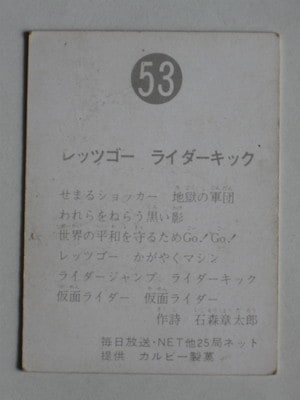 53
レッツゴー　ライダーキック
せまるショッカー　地獄の軍団
われらをねらう黒い影
世界の平和を守るためGo!Go!
レッツゴー　かがやくマシン
ライダージャンプ　ライダーキック
仮面ライダー　仮面ライダー
作詩　石森章太郎
毎日放送・NET他25局ネット
提供　カルビー製菓